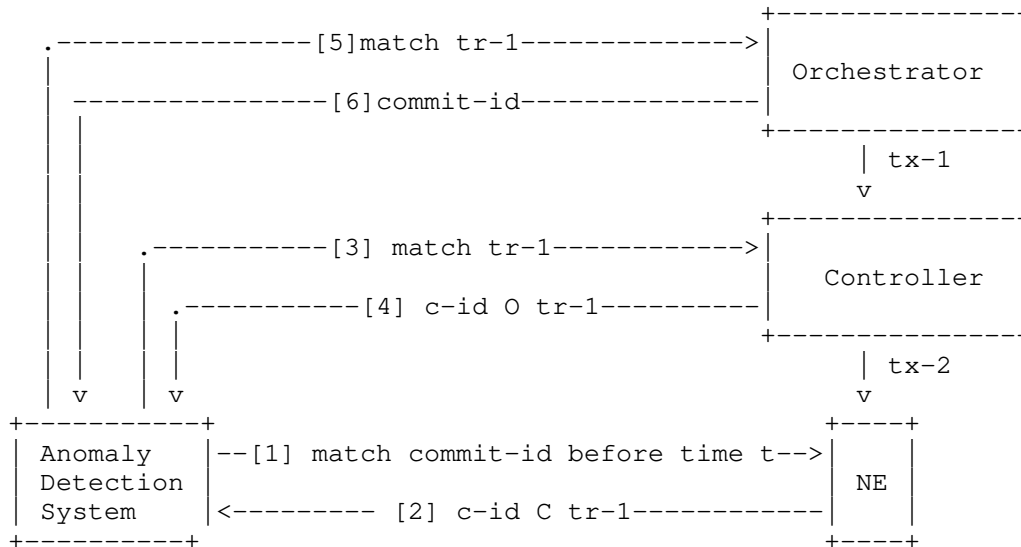 [5]match tr-1
Orchestrator
[6]commit-id
tx-1
v
[3] match tr-1
Controller
[4] c-id O tr-1
tx-2
v v v
Anomaly --[1] match commit-id before time t-->
Detection NE
System <--------- [2] c-id C tr-1------------